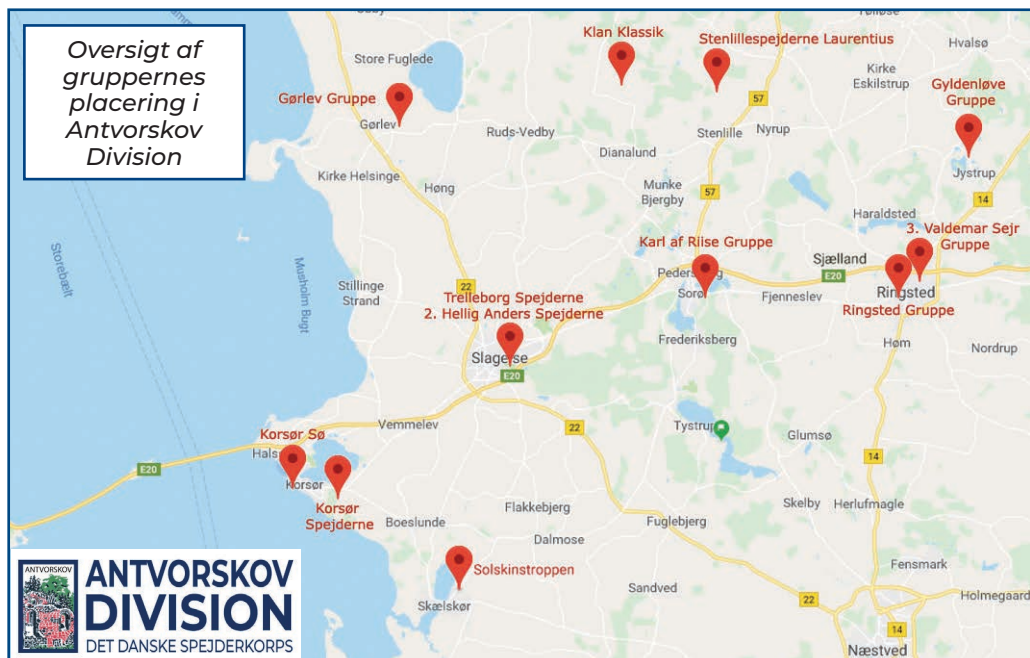 Oversigt af
gruppernes
placering i
Antvorskov
Division
Klan Klassik
Stenlillespejderne Laurentius
Hvalsø
Kirke
Eskilstrup
Store Fuglede
57
Gyldenløve
Gruppe
Gørlev Gruppe
Gørlev
Ruds-Vedby
Stenlille
Nyrup
Dianalund
Kirke Helsinge
Høng
Munke
Bjergby
57
Jystrup
14
Haraldsted
3. Valdemar Sejr
Gruppe
Karl af Riise Gruppe
Sjælland
E20
Storebælt
Musholm Bugt
Stillinge
Strand
22
Sorø
Fjenneslev
Ringsted
Ringsted Gruppe
Trelleborg Spejderne
2. Hellig Anders Spejderne
Slagelse
E20
Frederiksberg
Høm
Nordrup
Vemmelev
22
Tystrup
Glumsø
Korsør Sø
E20
Korsør
14
Korsør
Spejderne
Boeslunde
Flakkebjerg
Skelby
Herlufmagle
Fuglebjerg
Dalmose
Solskinstroppen
Skælskør
Sandved
Fensmark
22
Holmegaard
14
Næstved
ANTVORSKOV
ANTVORSKOV
DIVISION
DET DANSKE SPEJDERKORPS